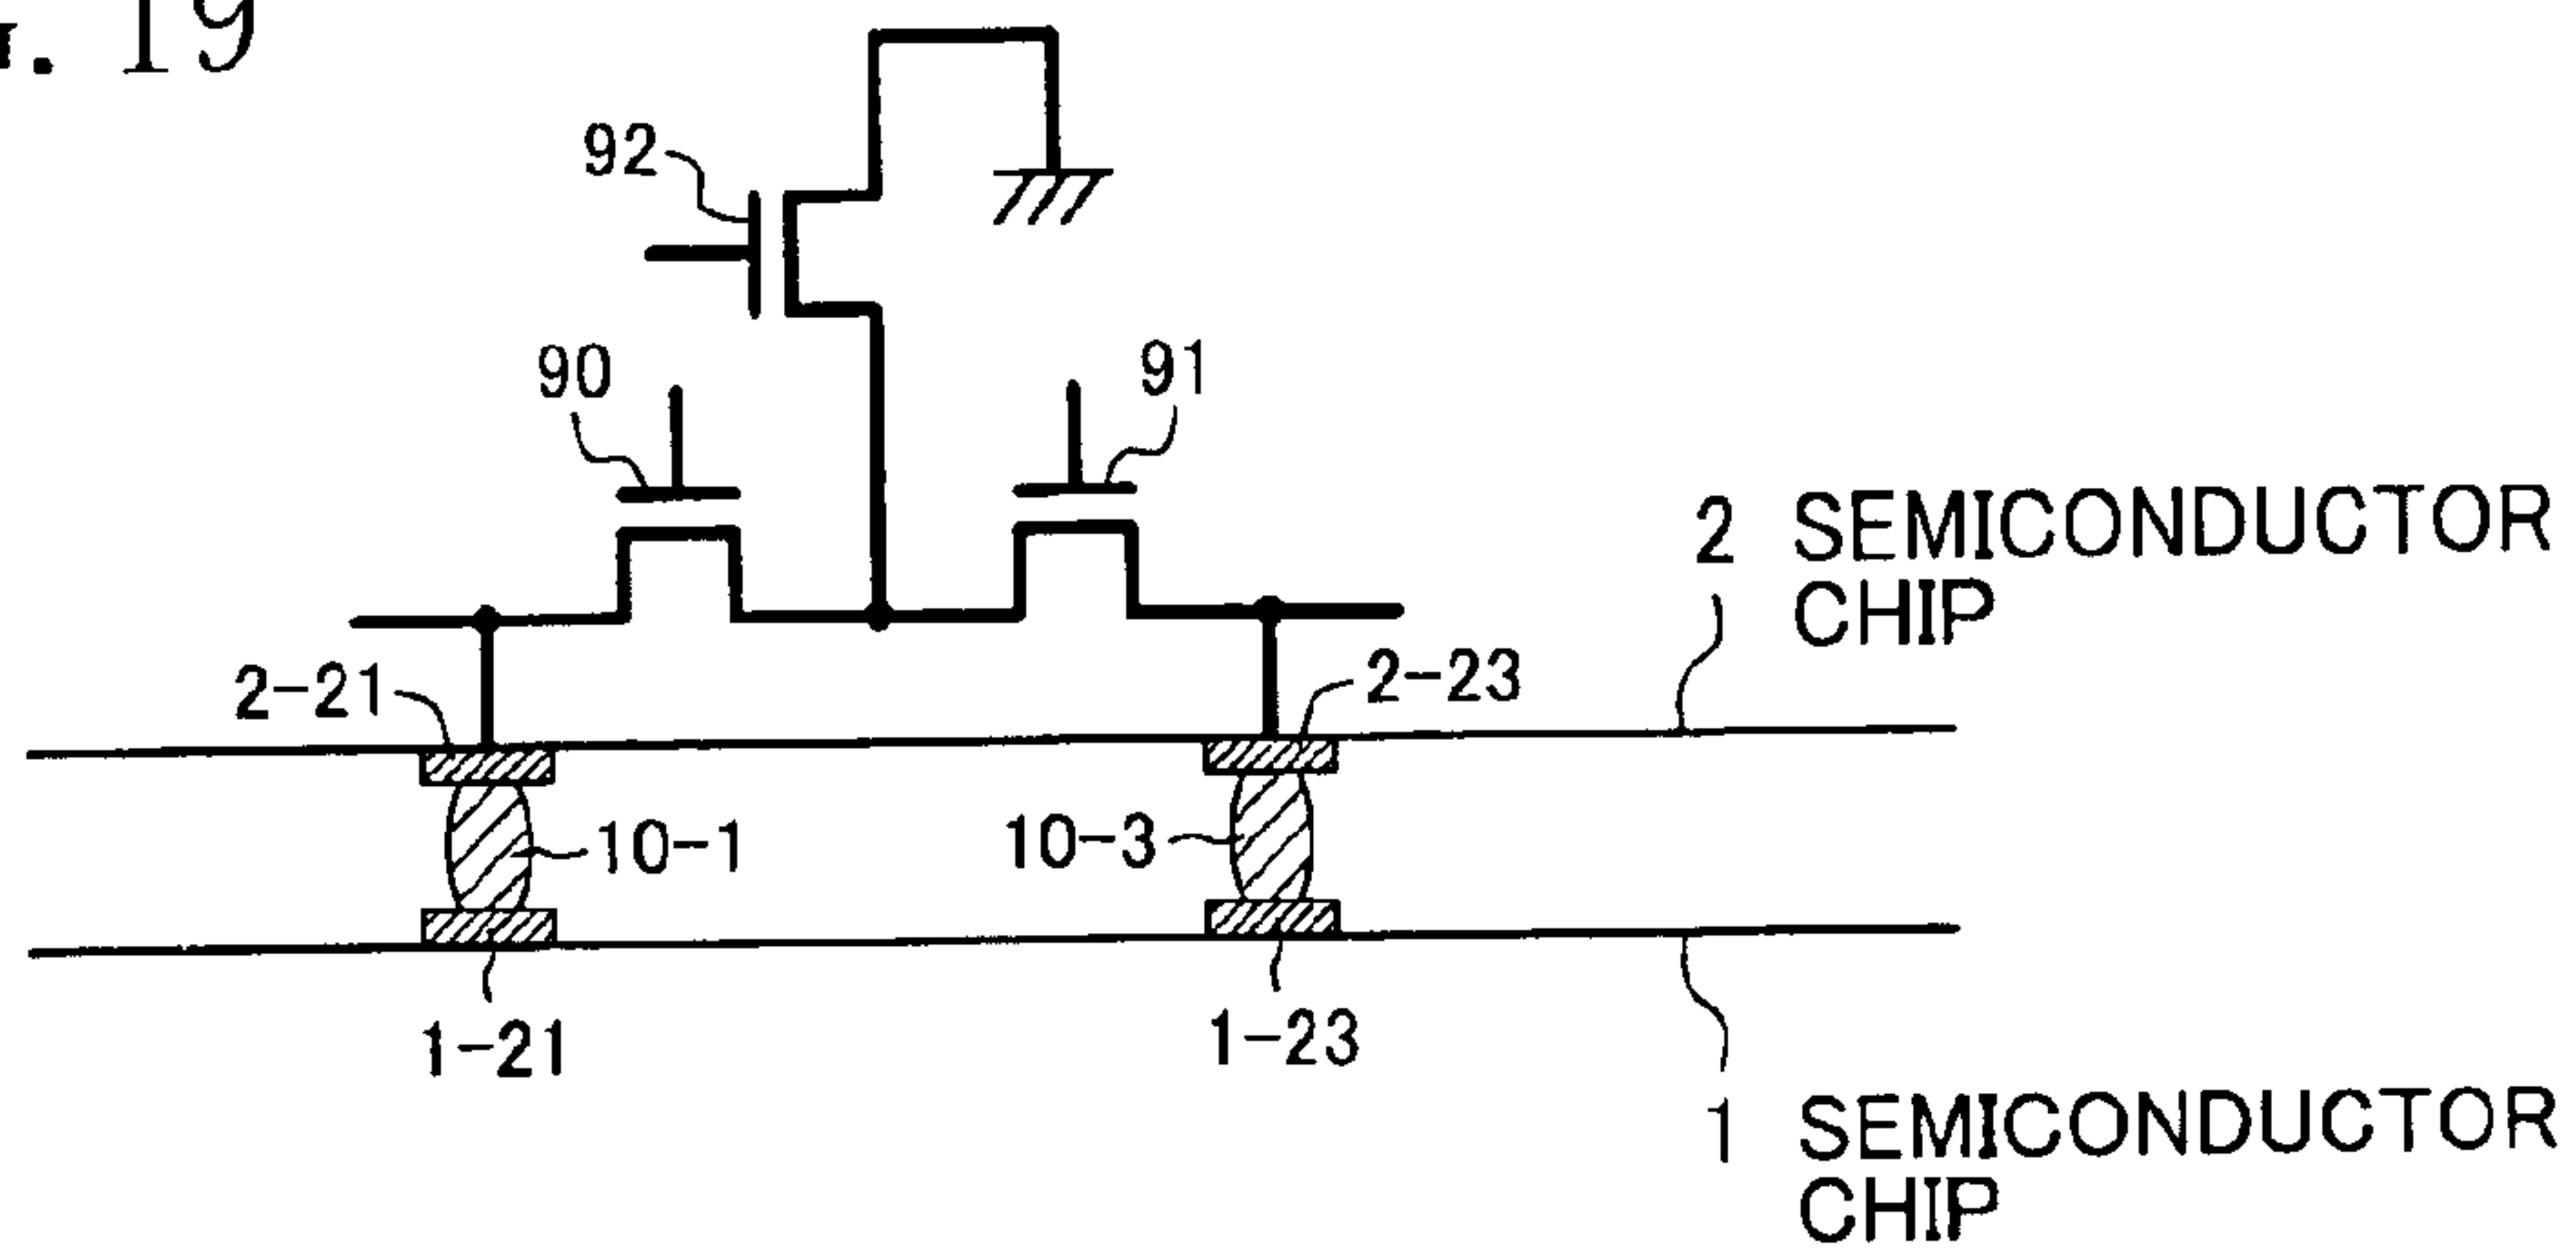 . 19
92
90
91
2 SEMICONDUCTOR
CHIP
2-21
2-23
10-1
10-3
1-21
1-23
1 SEMICONDUCTOR
CHIP